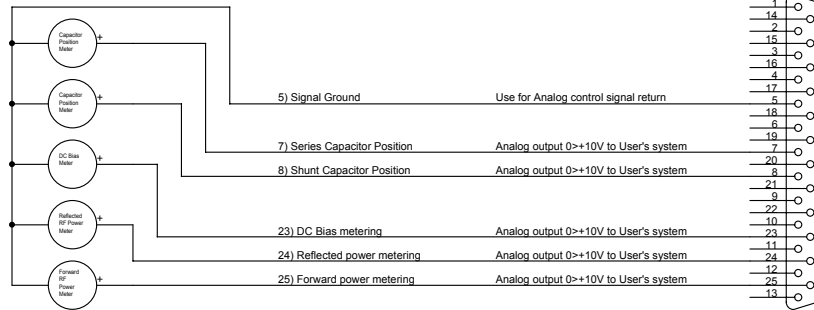 1
14
Capacitor
Position
Meter
+
2
15
3
16
4
Capacitor
Position
Meter
+
17
5) Signal Ground Use for Analog control signal return 5
18
6
19
7) Series Capacitor Position Analog output 0>+10V to User's system 7
DC Bias
Meter
+
20
8) Shunt Capacitor Position Analog output 0>+10V to User's system 8
21
9
22
Reflected
RF Power
Meter
+
10
23) DC Bias metering Analog output 0>+10V to User's system 23
11
24) Reflected power metering Analog output 0>+10V to User's system 24
Forward
RF
Power
Meter
+
12
25) Forward power metering Analog output 0>+10V to User's system 25
13